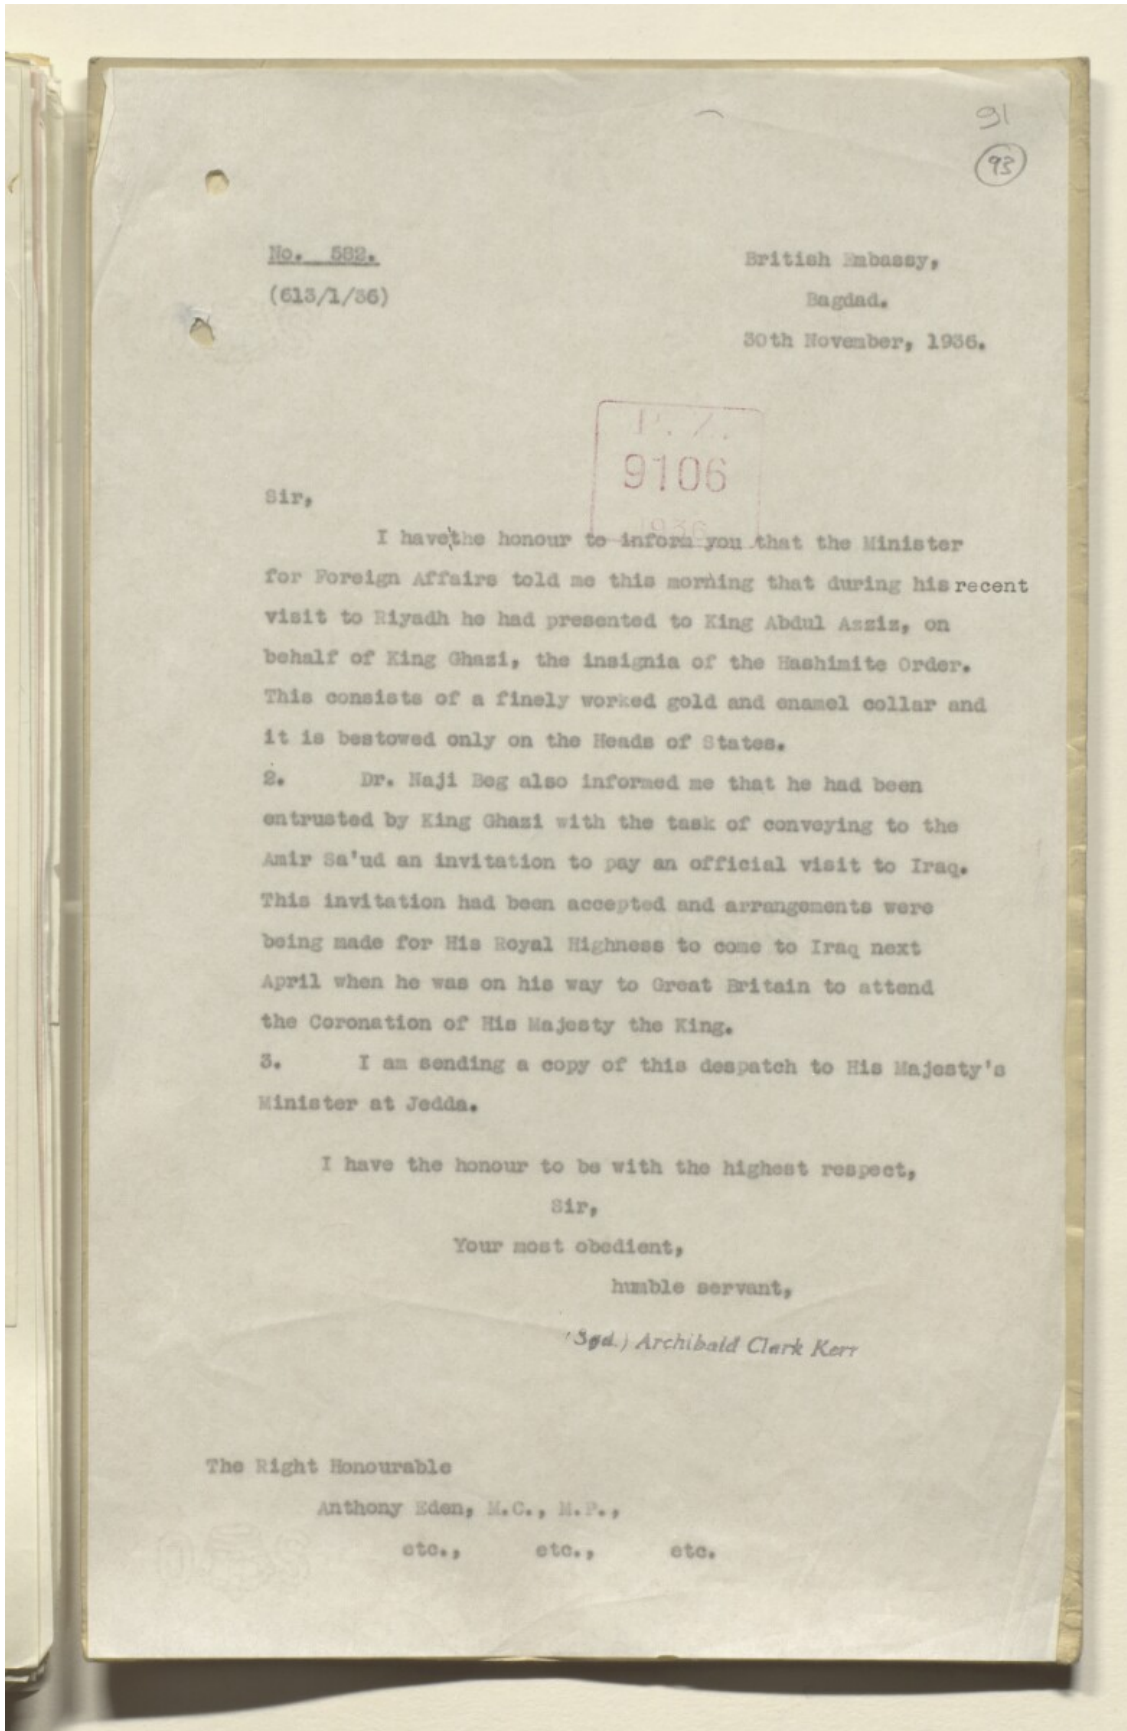 91
93
No. 582.
British Embassy,
(613/1/36)
Bagdad.
30th November, 1936.
P. Z.
9106
1936
Sir,
I have the honour to inform you that the Minister
for Foreign Affairs told me this morning that during his recent
visit to Riyadh he had presented to King Abdul Aziz, on
behalf of King Ghazi, the insignia of the Hashimite Order.
This consists of a finely worked gold and enamel collar and
it is bestowed only on the Heads of States.
2. Dr. Naji Beg also informed me that he had been
entrusted by King Ghazi with the task of conveying to the
Amir Sa'ud an invitation to pay an official visit to Iraq.
This invitation had been accepted and arrangements were
being made for His Royal Highness to come to Iraq next
April when he was on his way to Great Britain to attend
the Coronation of His Majesty the King.
3. I am sending a copy of this despatch to His Majesty's
Minister at Jedda.
I have the honour to be with the highest respect,
Sir,
Your most obedient,
humble servant,
(Sgd.) Archibald Clark Kerr
The Right Honourable
Anthony Eden, M.C., M.P.,
etc., etc., etc.